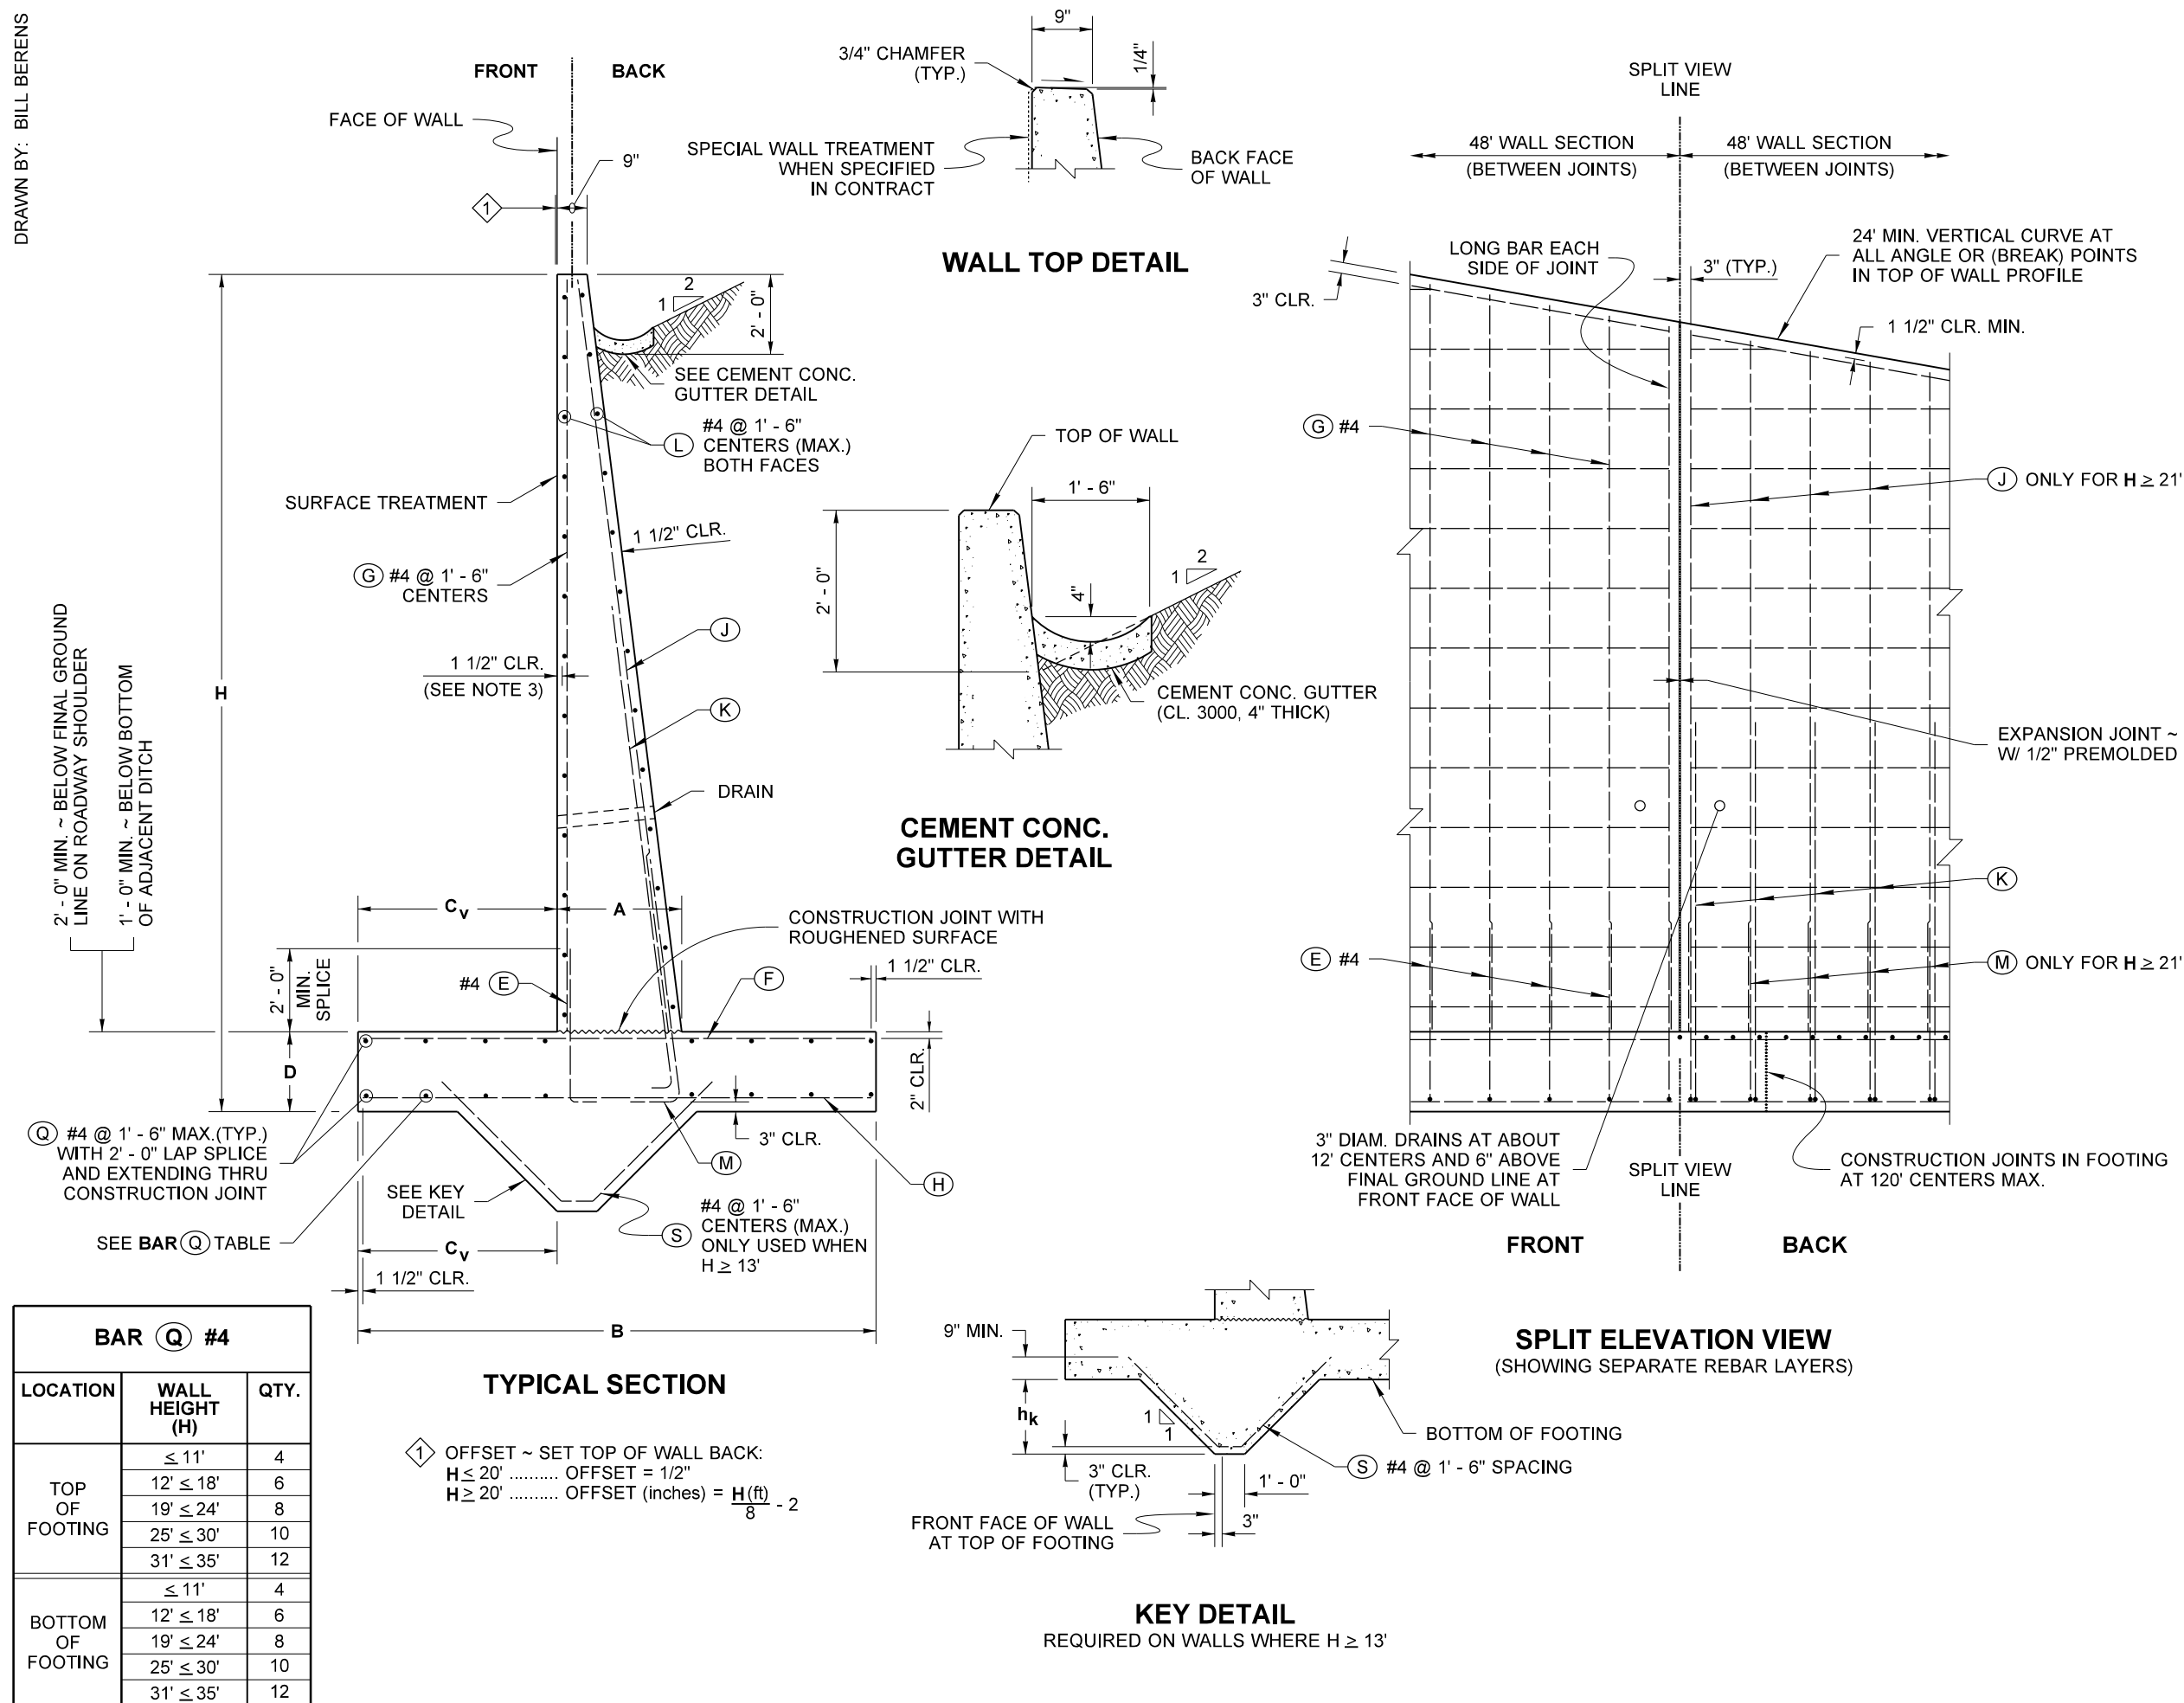 DRAWN BY: BILL BERENS
FRONT
BACK
FACE OF WALL
9"
1
H
2
1
2' - 0"
SEE CEMENT CONC.
GUTTER DETAIL
L
#4 @ 1' - 6"
CENTERS (MAX.)
BOTH FACES
SURFACE TREATMENT
1 1/2" CLR.
G #4 @ 1' - 6"
CENTERS
J
1 1/2" CLR.
(SEE NOTE 3)
K
DRAIN
2' - 0" MIN. ~ BELOW FINAL GROUND
LINE ON ROADWAY SHOULDER
1' - 0" MIN. ~ BELOW BOTTOM
OF ADJACENT DITCH
Cv
A
CONSTRUCTION JOINT WITH
ROUGHENED SURFACE
2' - 0"
MIN.
SPLICE
#4 E
F
1 1/2" CLR.
D
2" CLR.
3" CLR.
M
H
Q #4 @ 1' - 6" MAX.(TYP.)
WITH 2' - 0" LAP SPLICE
AND EXTENDING THRU
CONSTRUCTION JOINT
SEE BAR Q TABLE
SEE KEY
DETAIL
S
#4 @ 1' - 6"
CENTERS (MAX.)
ONLY USED WHEN
H ≥ 13'
Cv
1 1/2" CLR.
B
TYPICAL SECTION
1 OFFSET ~ SET TOP OF WALL BACK:
H ≤ 20' .......... OFFSET = 1/2"
H ≥ 20' .......... OFFSET (inches) = H(ft)/8 - 2
BAR Q #4
LOCATION WALL HEIGHT (H) QTY.
TOP OF FOOTING
≤ 11' 4
12' ≤ 18' 6
19' ≤ 24' 8
25' ≤ 30' 10
31' ≤ 35' 12
BOTTOM OF FOOTING
≤ 11' 4
12' ≤ 18' 6
19' ≤ 24' 8
25' ≤ 30' 10
31' ≤ 35' 12
9"
3/4" CHAMFER
(TYP.)
1/4"
SPECIAL WALL TREATMENT
WHEN SPECIFIED
IN CONTRACT
BACK FACE
OF WALL
WALL TOP DETAIL
TOP OF WALL
1' - 6"
2' - 0"
4"
2
1
CEMENT CONC. GUTTER
(CL. 3000, 4" THICK)
CEMENT CONC.
GUTTER DETAIL
9" MIN.
hk
1
1
BOTTOM OF FOOTING
S #4 @ 1' - 6" SPACING
3" CLR.
(TYP.)
1' - 0"
3"
FRONT FACE OF WALL
AT TOP OF FOOTING
KEY DETAIL
REQUIRED ON WALLS WHERE H ≥ 13'
SPLIT VIEW
LINE
48' WALL SECTION
(BETWEEN JOINTS)
48' WALL SECTION
(BETWEEN JOINTS)
LONG BAR EACH
SIDE OF JOINT
3" (TYP.)
24' MIN. VERTICAL CURVE AT
ALL ANGLE OR (BREAK) POINTS
IN TOP OF WALL PROFILE
3" CLR.
1 1/2" CLR. MIN.
G #4
J ONLY FOR H ≥ 21'
EXPANSION JOINT ~
W/ 1/2" PREMOLDED
K
E #4
M ONLY FOR H ≥ 21'
3" DIAM. DRAINS AT ABOUT
12' CENTERS AND 6" ABOVE
FINAL GROUND LINE AT
FRONT FACE OF WALL
SPLIT VIEW
LINE
CONSTRUCTION JOINTS IN FOOTING
AT 120' CENTERS MAX.
FRONT
BACK
SPLIT ELEVATION VIEW
(SHOWING SEPARATE REBAR LAYERS)